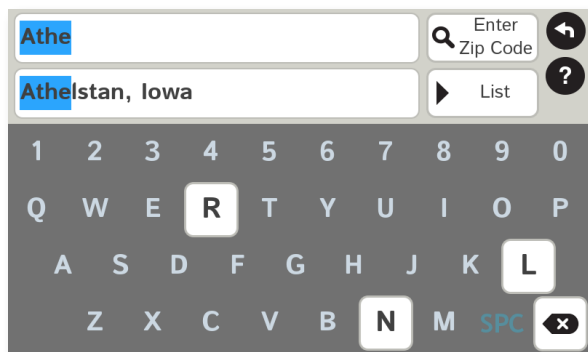 Athe
Enter
Zip Code
?
Athelstan, Iowa
List
1 2 3 4 5 6 7 8 9 0
Q W E R T Y U I O P
A S D F G H J K L
Z X C V B N M SPC